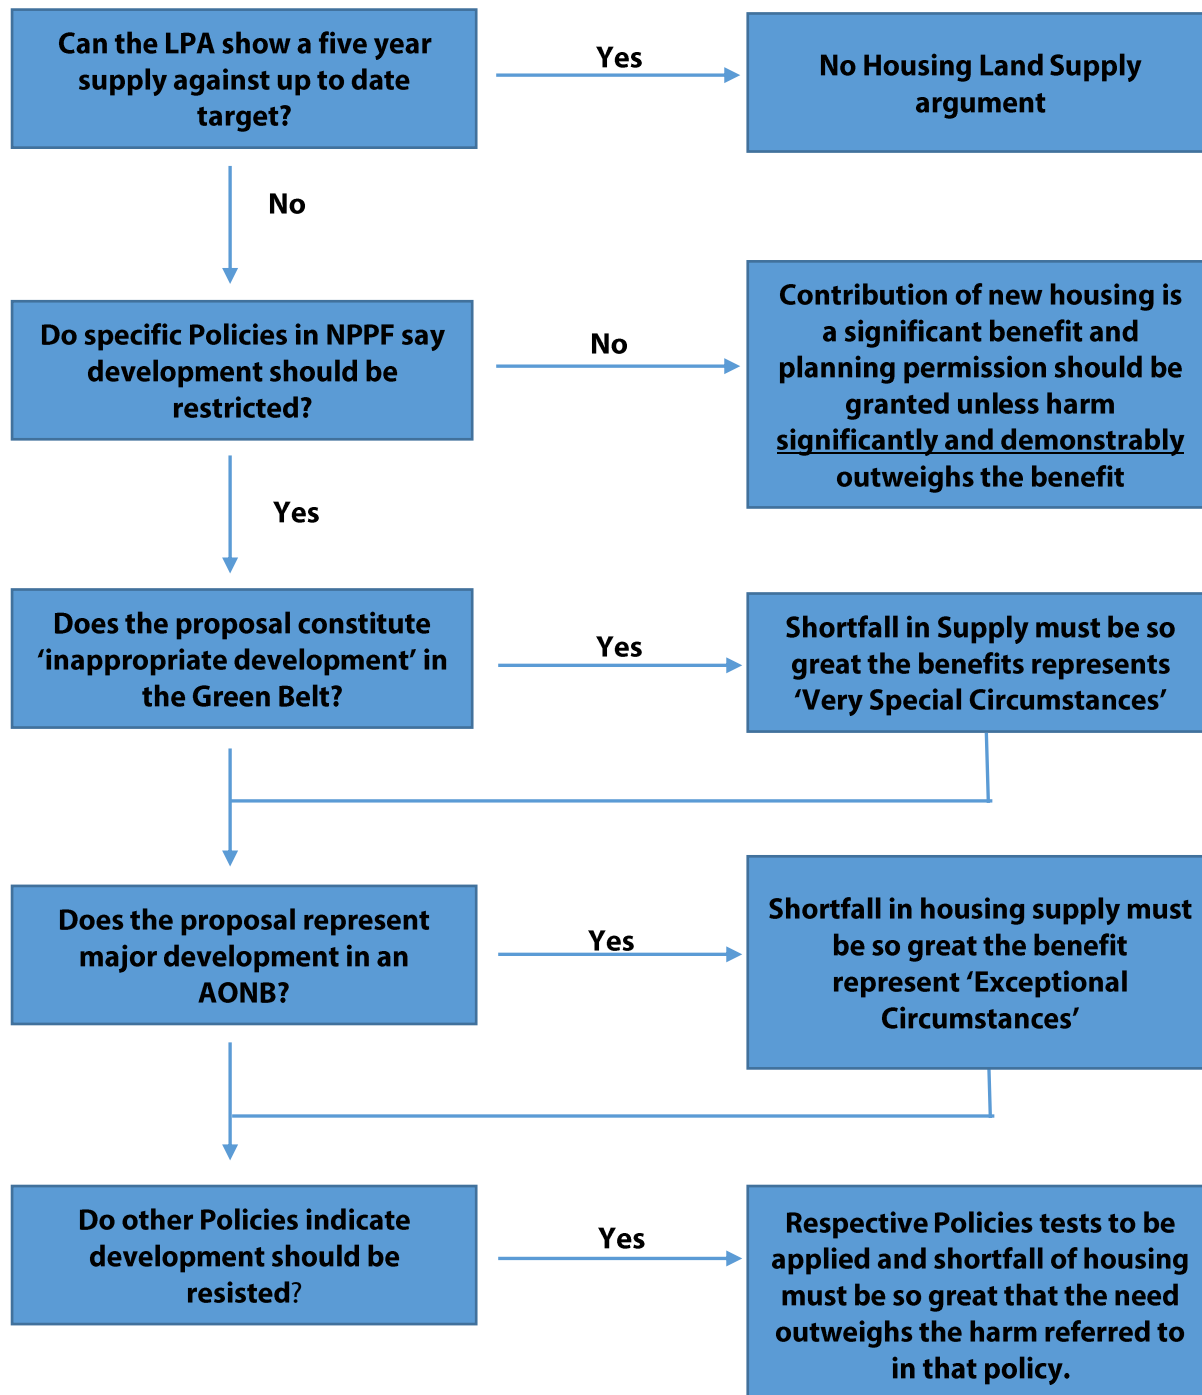 Can the LPA show a five year
supply against up to date
target?
Yes
No Housing Land Supply
argument
No
Do specific Policies in NPPF say
development should be
restricted?
No
Contribution of new housing is
a significant benefit and
planning permission should be
granted unless harm
significantly and demonstrably
outweighs the benefit
Yes
Does the proposal constitute
‘inappropriate development’ in
the Green Belt?
Yes
Shortfall in Supply must be so
great the benefits represents
‘Very Special Circumstances’
Does the proposal represent
major development in an
AONB?
Yes
Shortfall in housing supply must
be so great the benefit
represent ‘Exceptional
Circumstances’
Do other Policies indicate
development should be
resisted?
Yes
Respective Policies tests to be
applied and shortfall of housing
must be so great that the need
outweighs the harm referred to
in that policy.